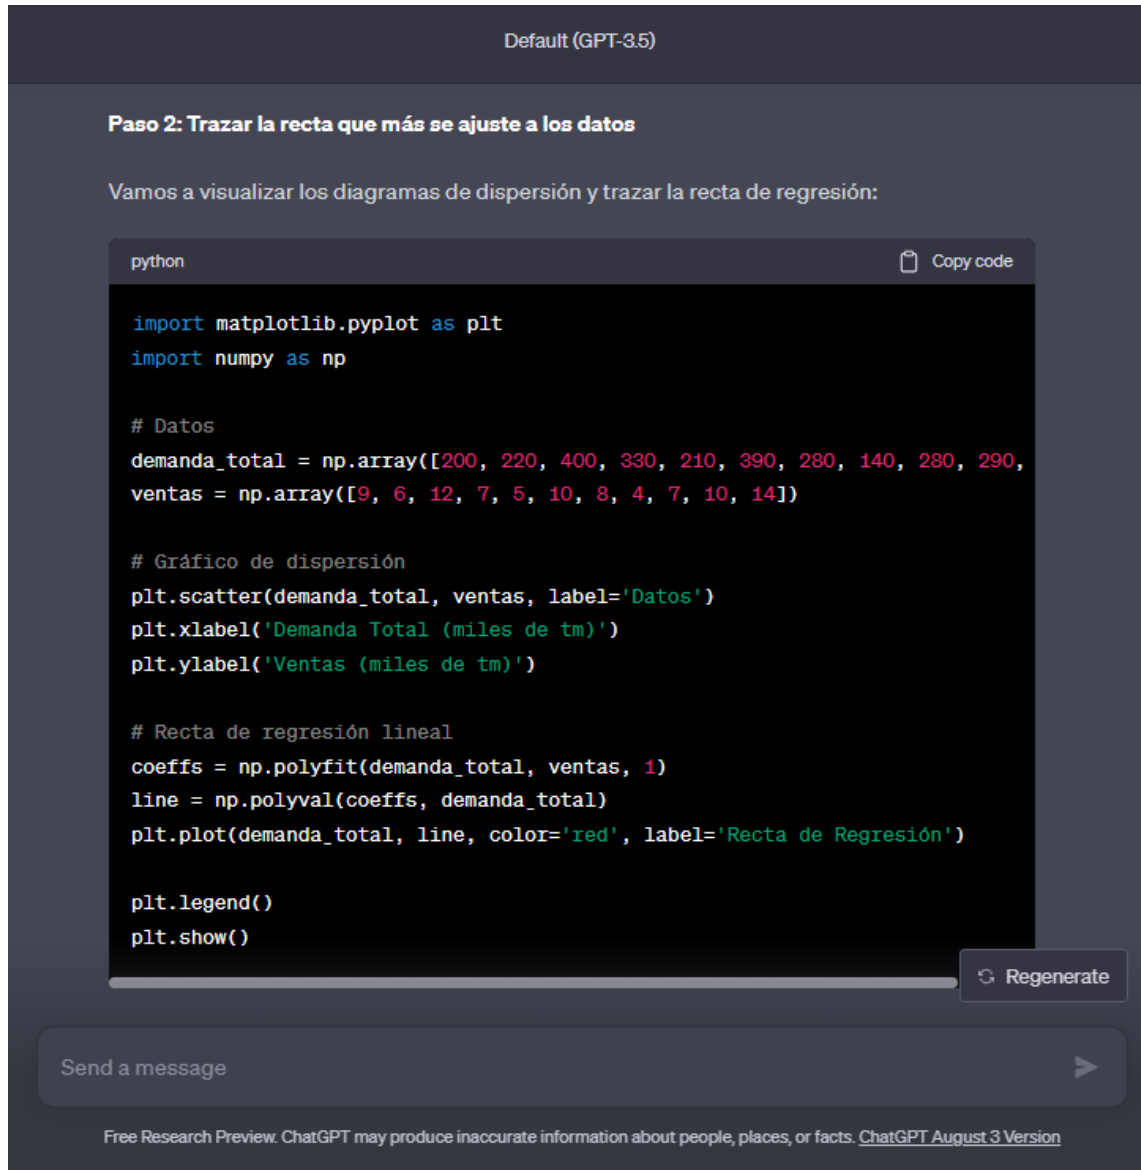 Default (GPT-3.5)
Paso 2: Trazar la recta que más se ajuste a los datos
Vamos a visualizar los diagramas de dispersión y trazar la recta de regresión:
python
Copy code
import matplotlib.pyplot as plt
import numpy as np
# Datos
demanda_total = np.array([200, 220, 400, 330, 210, 390, 280, 140, 280, 290,
ventas = np.array([9, 6, 12, 7, 5, 10, 8, 4, 7, 10, 14])
# Gráfico de dispersión
plt.scatter(demanda_total, ventas, label='Datos')
plt.xlabel('Demanda Total (miles de tm)')
plt.ylabel('Ventas (miles de tm)')
# Recta de regresión lineal
coeffs = np.polyfit(demanda_total, ventas, 1)
line = np.polyval(coeffs, demanda_total)
plt.plot(demanda_total, line, color='red', label='Recta de Regresión')
plt.legend()
plt.show()
Regenerate
Send a message
Free Research Preview. ChatGPT may produce inaccurate information about people, places, or facts. ChatGPT August 3 Version